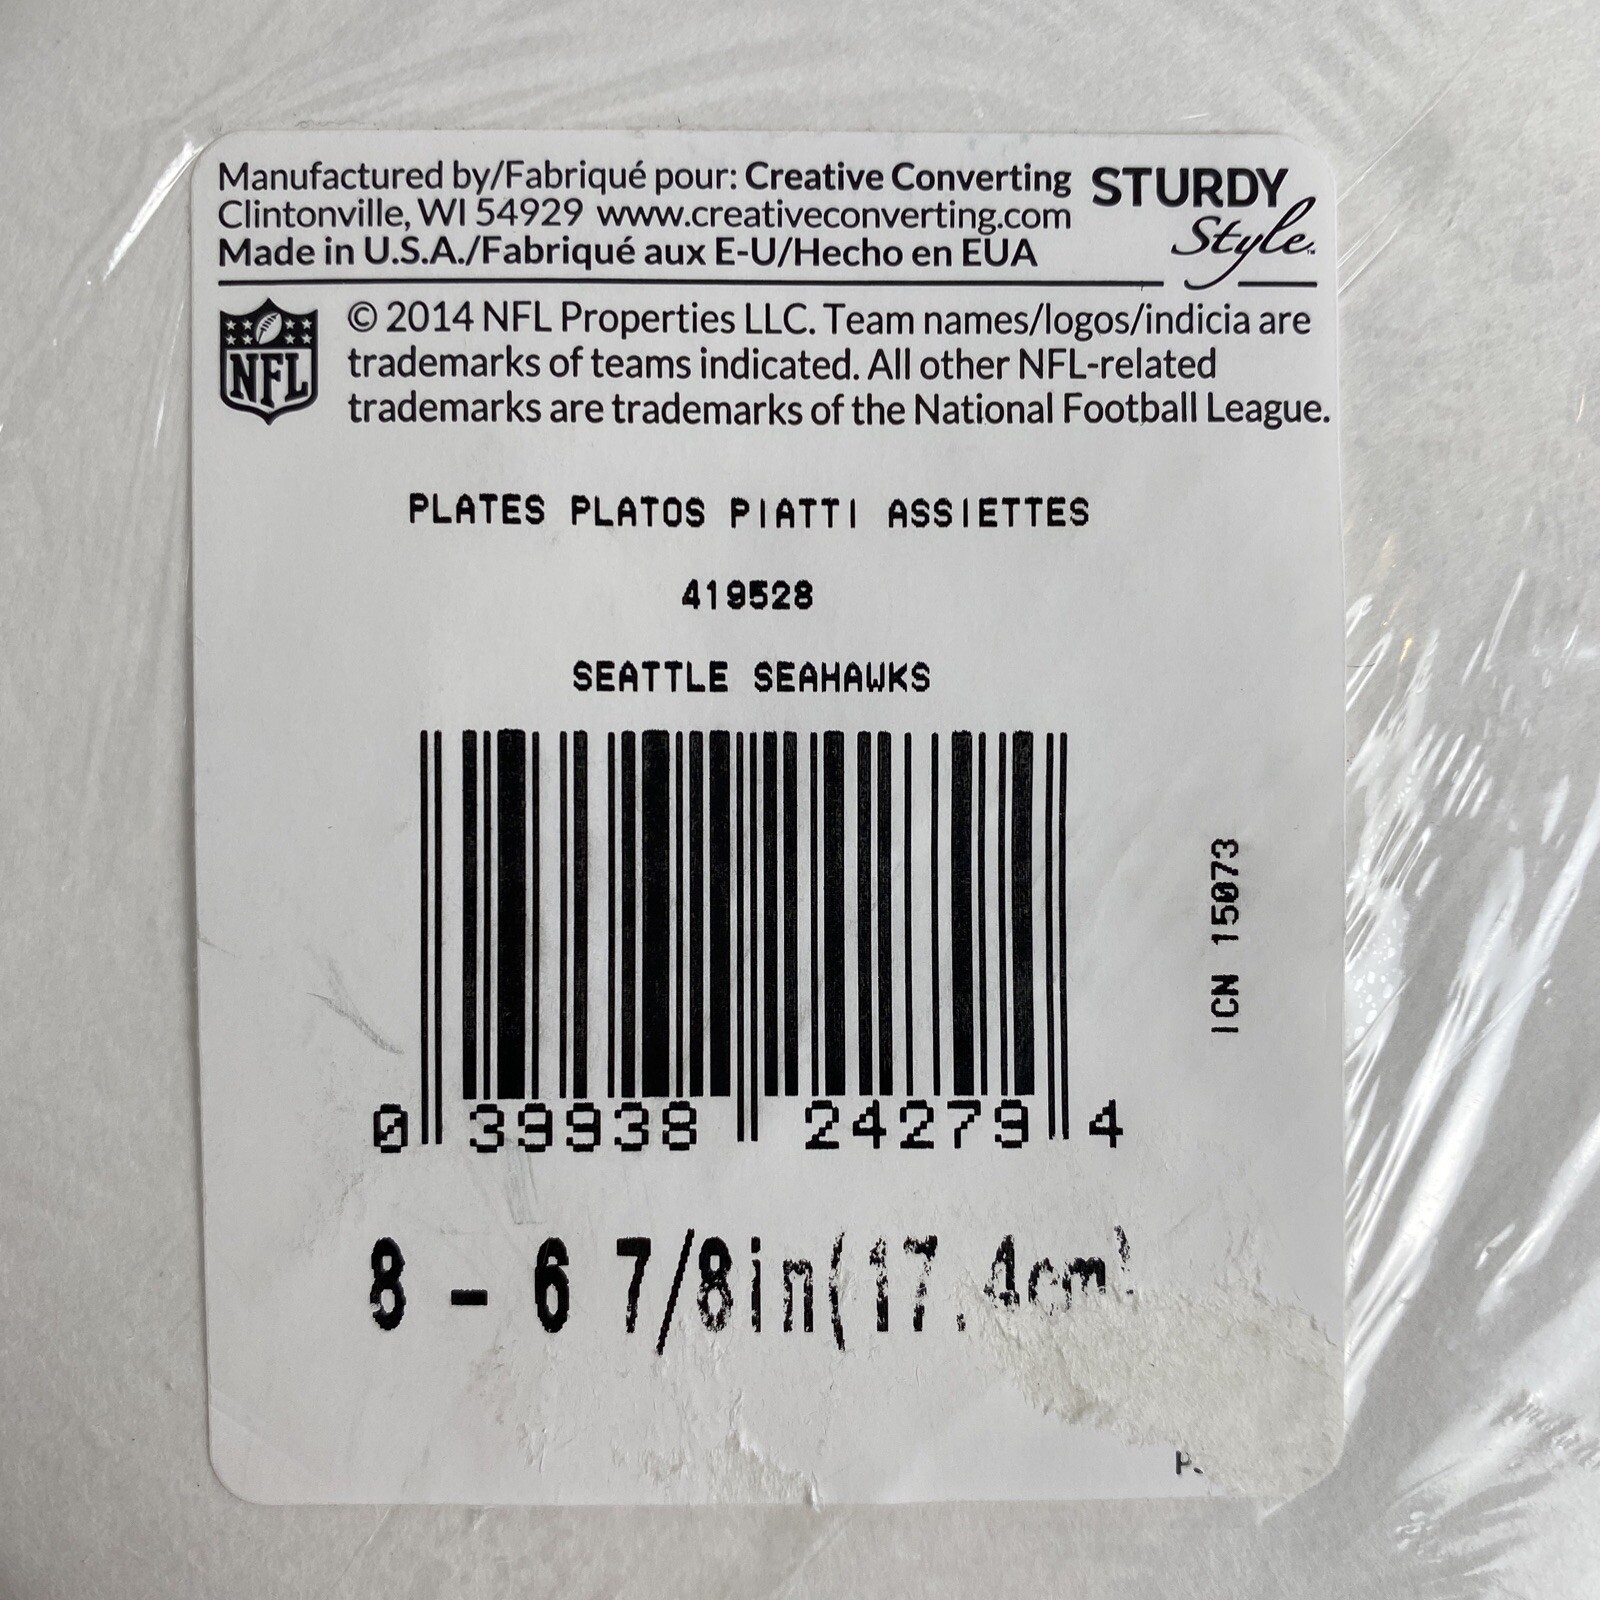 Manufactured by/Fabriqué pour: Creative Converting
Clintonville, WI 54929 www.creativeconverting.com
Made in U.S.A./Fabriqué aux E-U/Hecho en EUA
STURDY
Style™
NFL
© 2014 NFL Properties LLC. Team names/logos/indicia are
trademarks of teams indicated. All other NFL-related
trademarks are trademarks of the National Football League.
PLATES PLATOS PIATTI ASSIETTES
419528
SEATTLE SEAHAWKS
0 39938 24279 4
ICN 15073
8 - 6 7/8in(17.4cm)